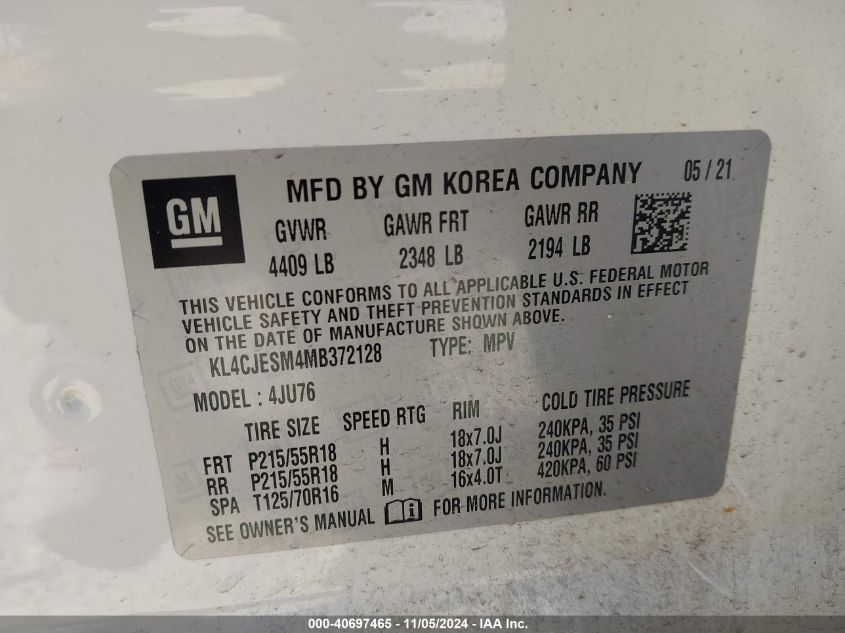 GM
MFD BY GM KOREA COMPANY 05 / 21
GVWR GAWR FRT GAWR RR
4409 LB 2348 LB 2194 LB
THIS VEHICLE CONFORMS TO ALL APPLICABLE U.S. FEDERAL MOTOR
VEHICLE SAFETY AND THEFT PREVENTION STANDARDS IN EFFECT
ON THE DATE OF MANUFACTURE SHOWN ABOVE.
KL4CJESM4MB372128 TYPE: MPV
MODEL : 4JU76
TIRE SIZE SPEED RTG RIM COLD TIRE PRESSURE
FRT P215/55R18 H 18x7.0J 240KPA, 35 PSI
RR P215/55R18 H 18x7.0J 240KPA, 35 PSI
SPA T125/70R16 M 16x4.0T 420KPA, 60 PSI
SEE OWNER'S MANUAL i FOR MORE INFORMATION.
000-40697465 - 11/05/2024 - IAA Inc.